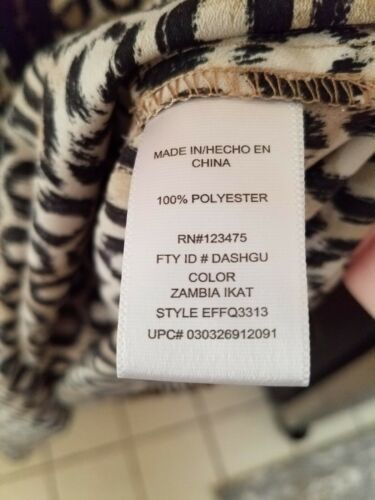 MADE IN/HECHO EN
CHINA
100% POLYESTER
RN#123475
FTY ID # DASHGU
COLOR
ZAMBIA IKAT
STYLE EFFQ3313
UPC# 030326912091